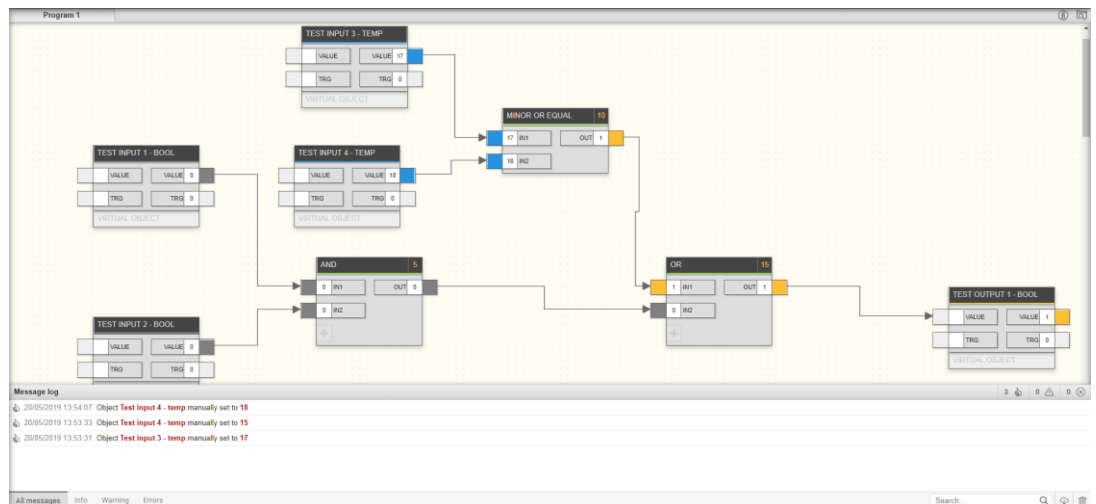 Program 1
TEST INPUT 3 - TEMP
VALUE VALUE 17
TRG TRG 0
VIRTUAL OBJECT
MINOR OR EQUAL 10
17 IN1 OUT 1
18 IN2
TEST INPUT 1 - BOOL
VALUE VALUE 0
TRG TRG 0
VIRTUAL OBJECT
TEST INPUT 4 - TEMP
VALUE VALUE 18
TRG TRG 0
VIRTUAL OBJECT
AND 5
0 IN1 OUT 0
0 IN2
OR 15
1 IN1 OUT 1
0 IN2
TEST OUTPUT 1 - BOOL
VALUE VALUE 1
TRG TRG 0
VIRTUAL OBJECT
TEST INPUT 2 - BOOL
VALUE VALUE 0
TRG TRG 0
Message log 3 0 0
20/05/2019 13:54:07 Object Test input 4 - temp manually set to 18
20/05/2019 13:53:33 Object Test input 4 - temp manually set to 15
20/05/2019 13:53:31 Object Test input 3 - temp manually set to 17
All messages Info Warning Errors Search...